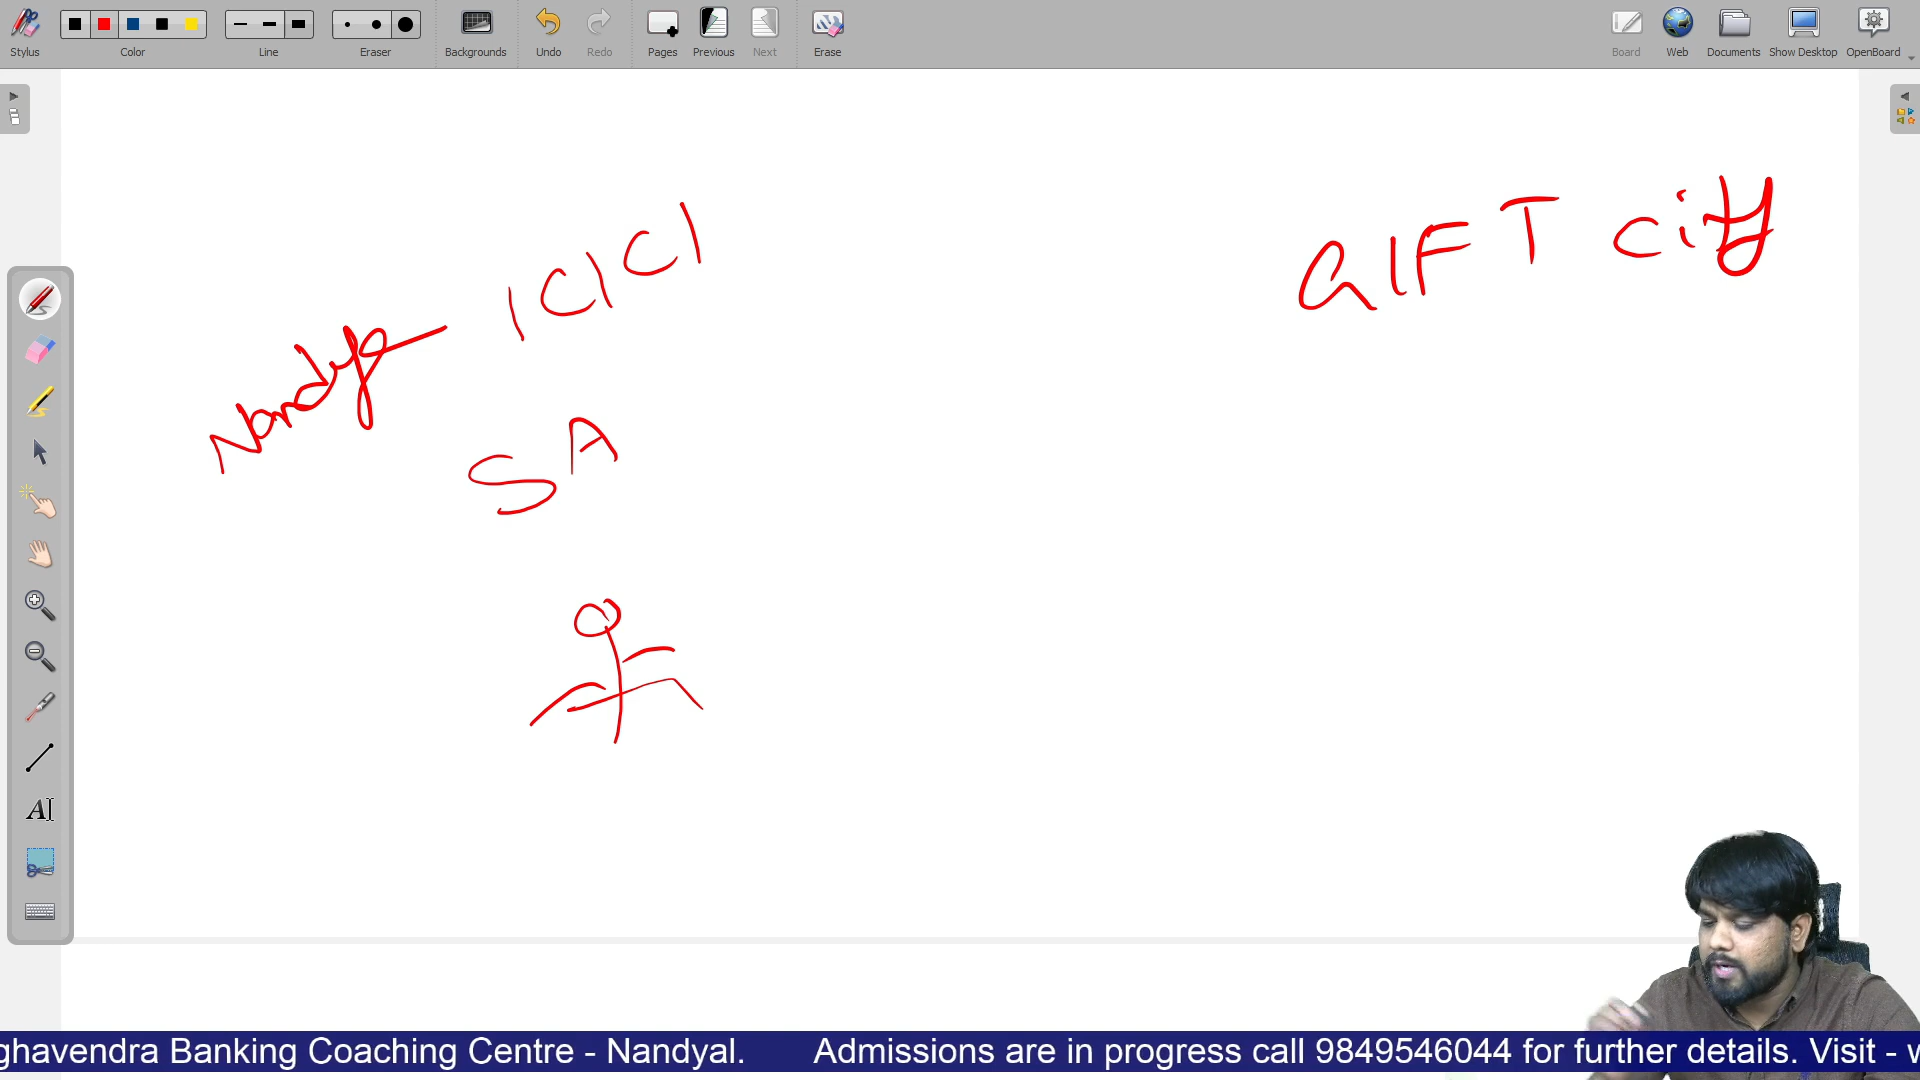 Stylus
Color
Line
Eraser
Backgrounds
Undo
Redo
Pages
Previous
Next
Erase
Board
Web
Documents
Show Desktop
OpenBoard
GIFT city
ICICI
SA
AI
ghavendra Banking Coaching Centre - Nandyal. Admissions are in progress call 9849546044 for further details. Visit - w